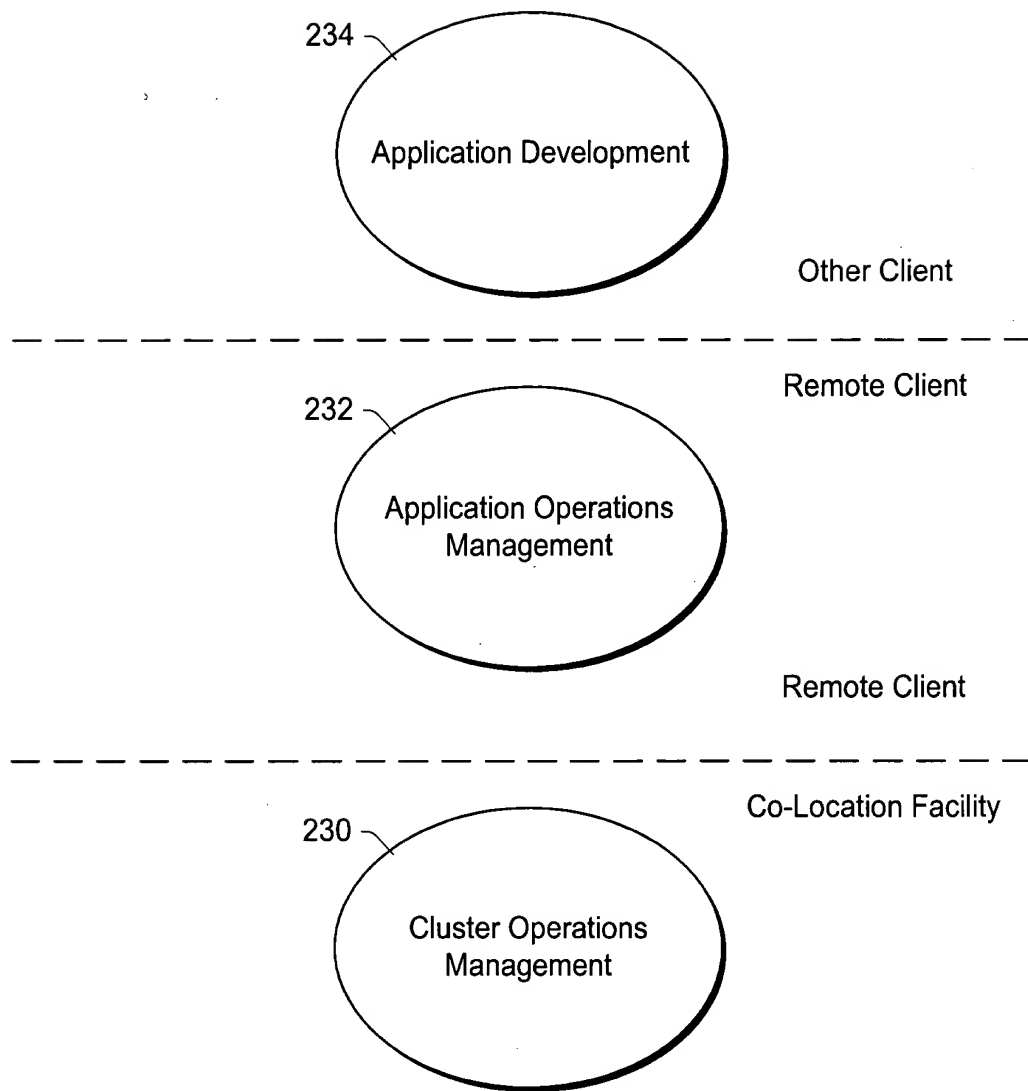 234
Application Development
Other Client
Remote Client
232
Application Operations
Management
Remote Client
Co-Location Facility
230
Cluster Operations
Management